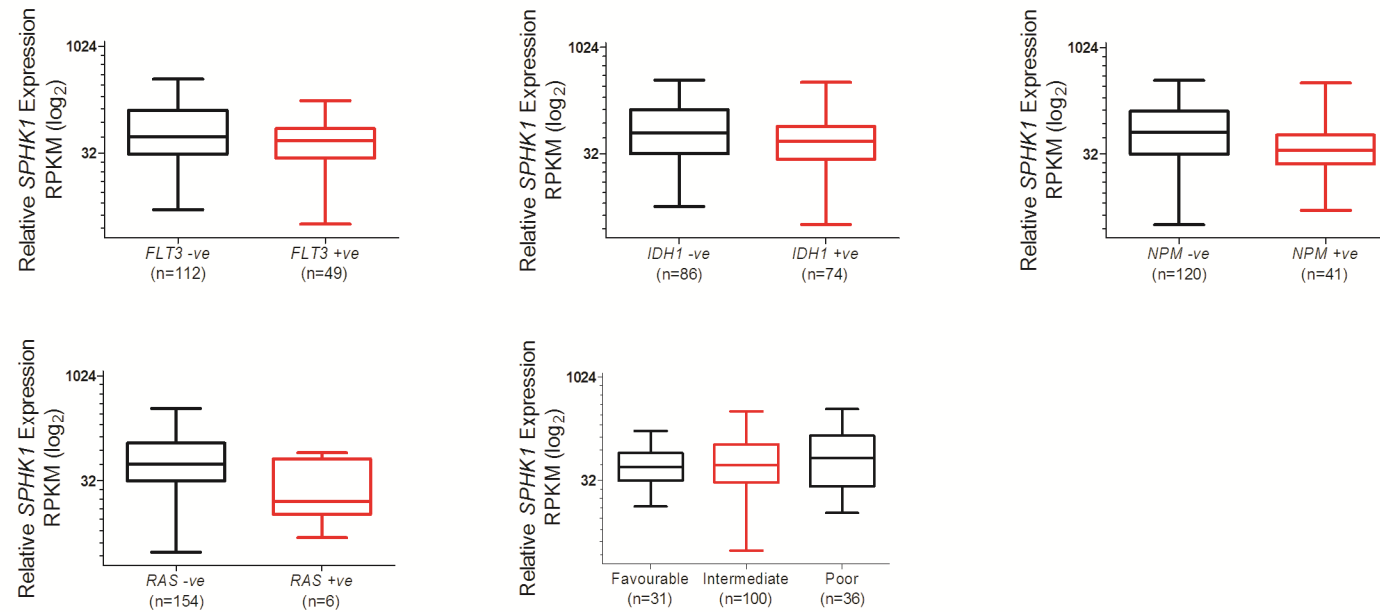 Relative SPHK1 Expression
RPKM (log2)
1024
32
FLT3 -ve
(n=112)
FLT3 +ve
(n=49)
Relative SPHK1 Expression
RPKM (log2)
1024
32
IDH1 -ve
(n=86)
IDH1 +ve
(n=74)
Relative SPHK1 Expression
RPKM (log2)
1024
32
NPM -ve
(n=120)
NPM +ve
(n=41)
Relative SPHK1 Expression
RPKM (log2)
1024
32
RAS -ve
(n=154)
RAS +ve
(n=6)
Relative SPHK1 Expression
RPKM (log2)
1024
32
Favourable
(n=31)
Intermediate
(n=100)
Poor
(n=36)